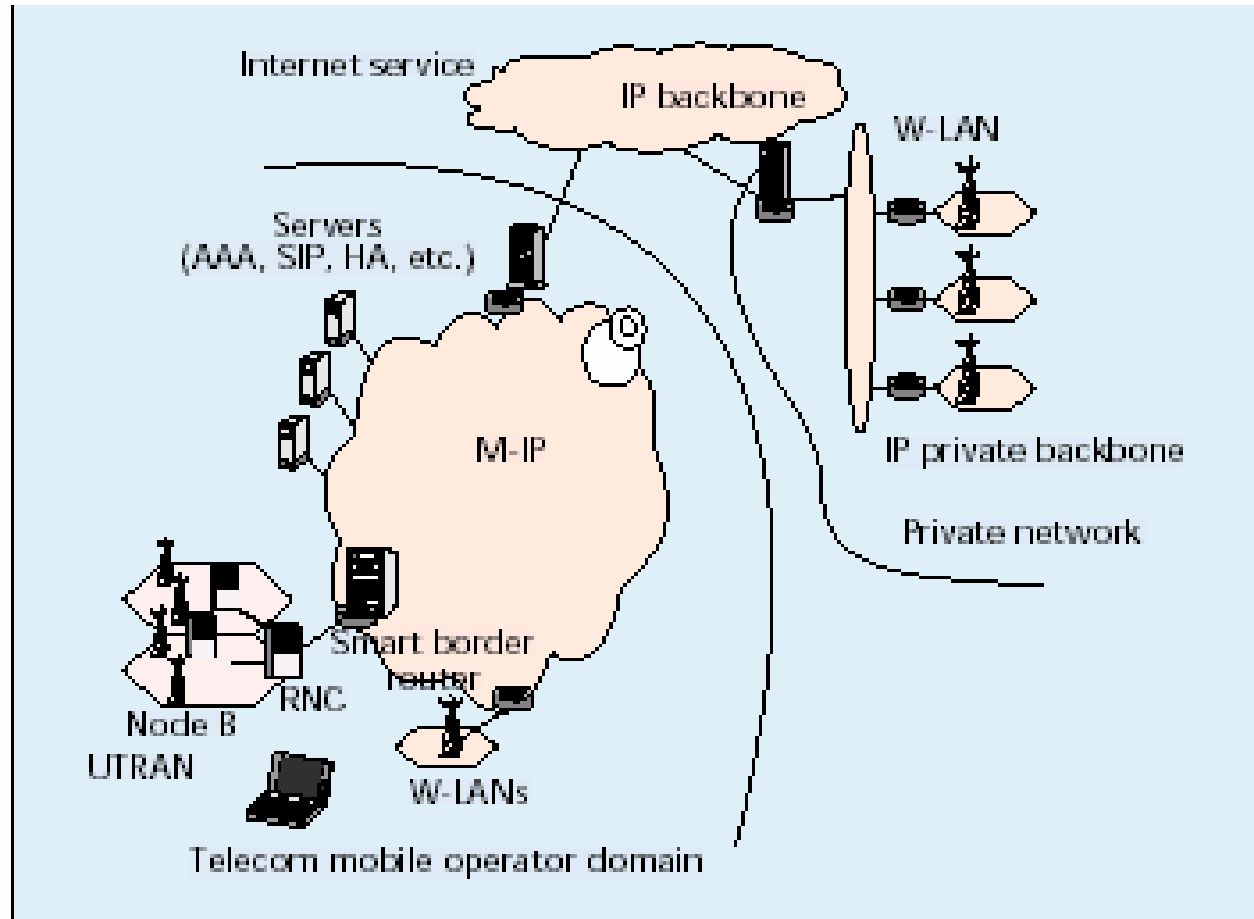 Internet service
IP backbone
W-LAN
Servers
(AAA, SIP, HA, etc.)
M-IP
IP private backbone
Private network
Smart border
router
RNC
Node B
UTRAN
W-LANs
Telecom mobile operator domain